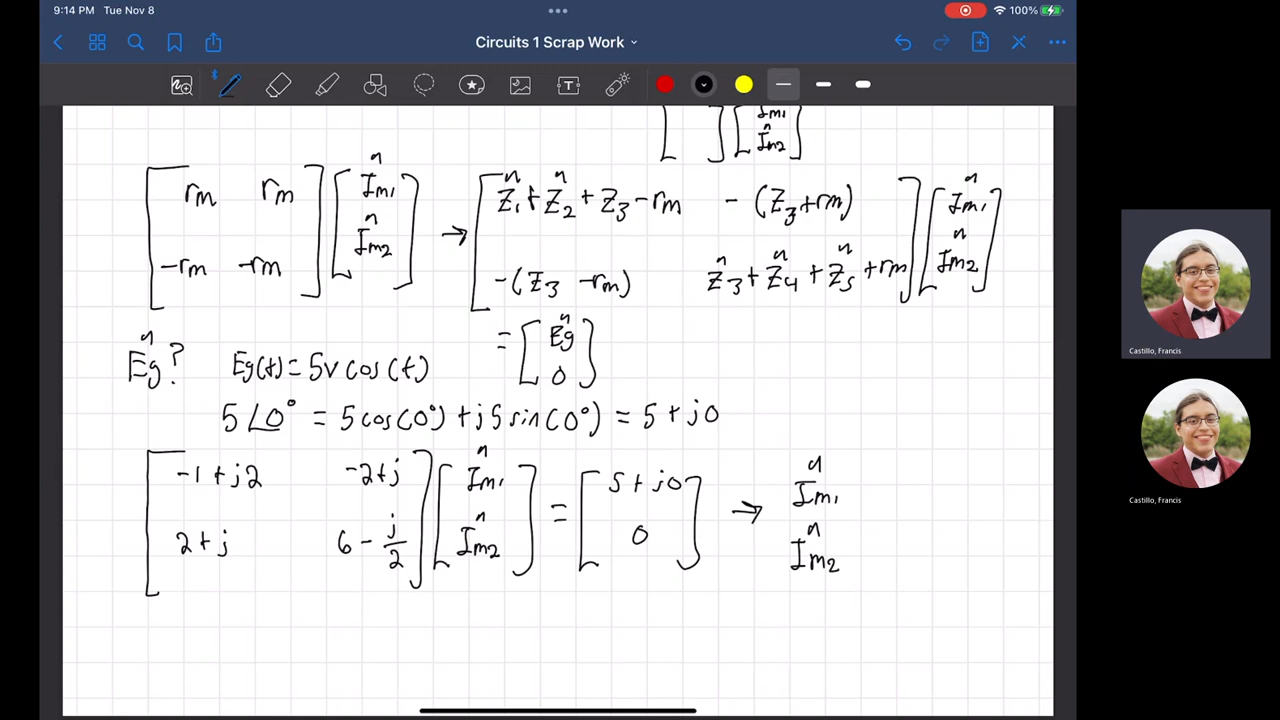 9:14 PM Tue Nov 8
100%
Circuits 1 Scrap Work
[ ] [Îm1
Îm2]
[rm rm
-rm -rm] [Îm1
Îm2] → [Ẑ1 + Ẑ2 + Z3 - rm - (Z3 + rm)
-(Z3 - rm) Ẑ3 + Ẑ4 + Ẑ5 + rm] [Îm1
Îm2]
= [Êg
0]
Êg? Eg(t) = 5v cos(t)
5∠0° = 5cos(0°) + j5sin(0°) = 5 + j0
[-1 + j2 -2 + j
2 + j 6 - j/2] [Îm1
Îm2] = [5 + j0
0] → Îm1
Îm2
Castillo, Francis
Castillo, Francis